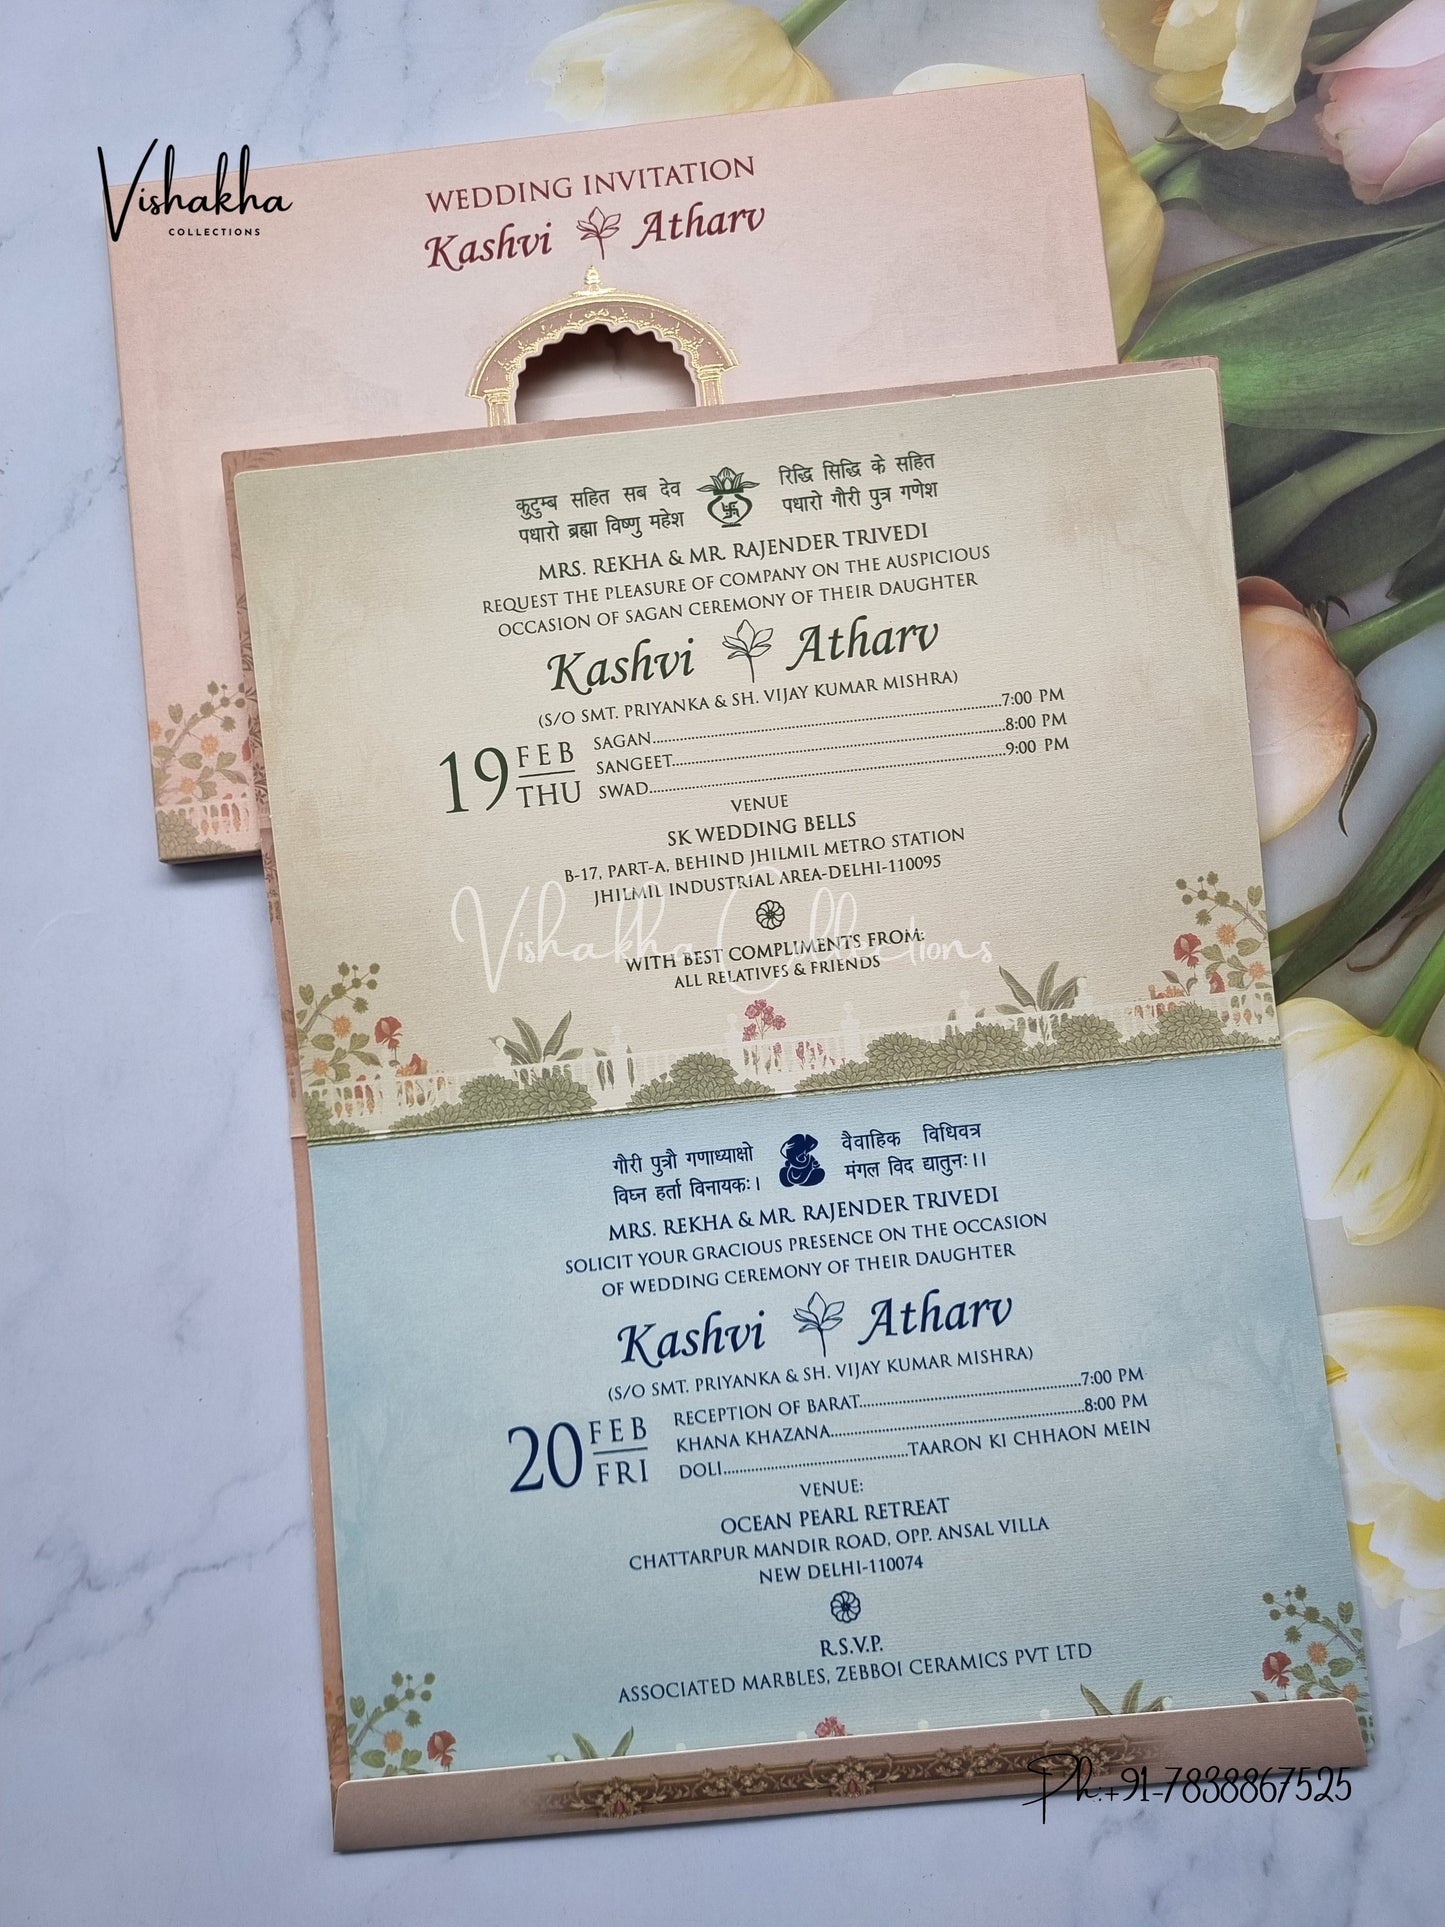 Vishakha
COLLECTIONS
WEDDING INVITATION
Kashvi Atharv
कुटुम्ब सहित सब देव
पधारो ब्रह्मा विष्णु महेश
रिद्धि सिद्धि के सहित
पधारो गौरी पुत्र गणेश
MRS. REKHA & MR. RAJENDER TRIVEDI
REQUEST THE PLEASURE OF COMPANY ON THE AUSPICIOUS
OCCASION OF SAGAN CEREMONY OF THEIR DAUGHTER
Kashvi Atharv
(S/O SMT. PRIYANKA & SH. VIJAY KUMAR MISHRA)
19 FEB
THU
SAGAN...........7:00 PM
SANGEET...........8:00 PM
SWAD...........9:00 PM
VENUE
SK WEDDING BELLS
B-17, PART-A, BEHIND JHILMIL METRO STATION
JHILMIL INDUSTRIAL AREA-DELHI-110095
Vishakha Collections
WITH BEST COMPLIMENTS FROM:
ALL RELATIVES & FRIENDS
गौरी पुत्रौ गणाध्याक्षो
विघ्न हर्ता विनायकः।
वैवाहिक विधिवत्र
मंगल विद द्यातुनः।।
MRS. REKHA & MR. RAJENDER TRIVEDI
SOLICIT YOUR GRACIOUS PRESENCE ON THE OCCASION
OF WEDDING CEREMONY OF THEIR DAUGHTER
Kashvi Atharv
(S/O SMT. PRIYANKA & SH. VIJAY KUMAR MISHRA)
20 FEB
FRI
RECEPTION OF BARAT...........7:00 PM
KHANA KHAZANA...........8:00 PM
DOLI...........TAARON KI CHHAON MEIN
VENUE:
OCEAN PEARL RETREAT
CHATTARPUR MANDIR ROAD, OPP. ANSAL VILLA
NEW DELHI-110074
R.S.V.P.
ASSOCIATED MARBLES, ZEBBOI CERAMICS PVT LTD
Ph:+91-7838867525